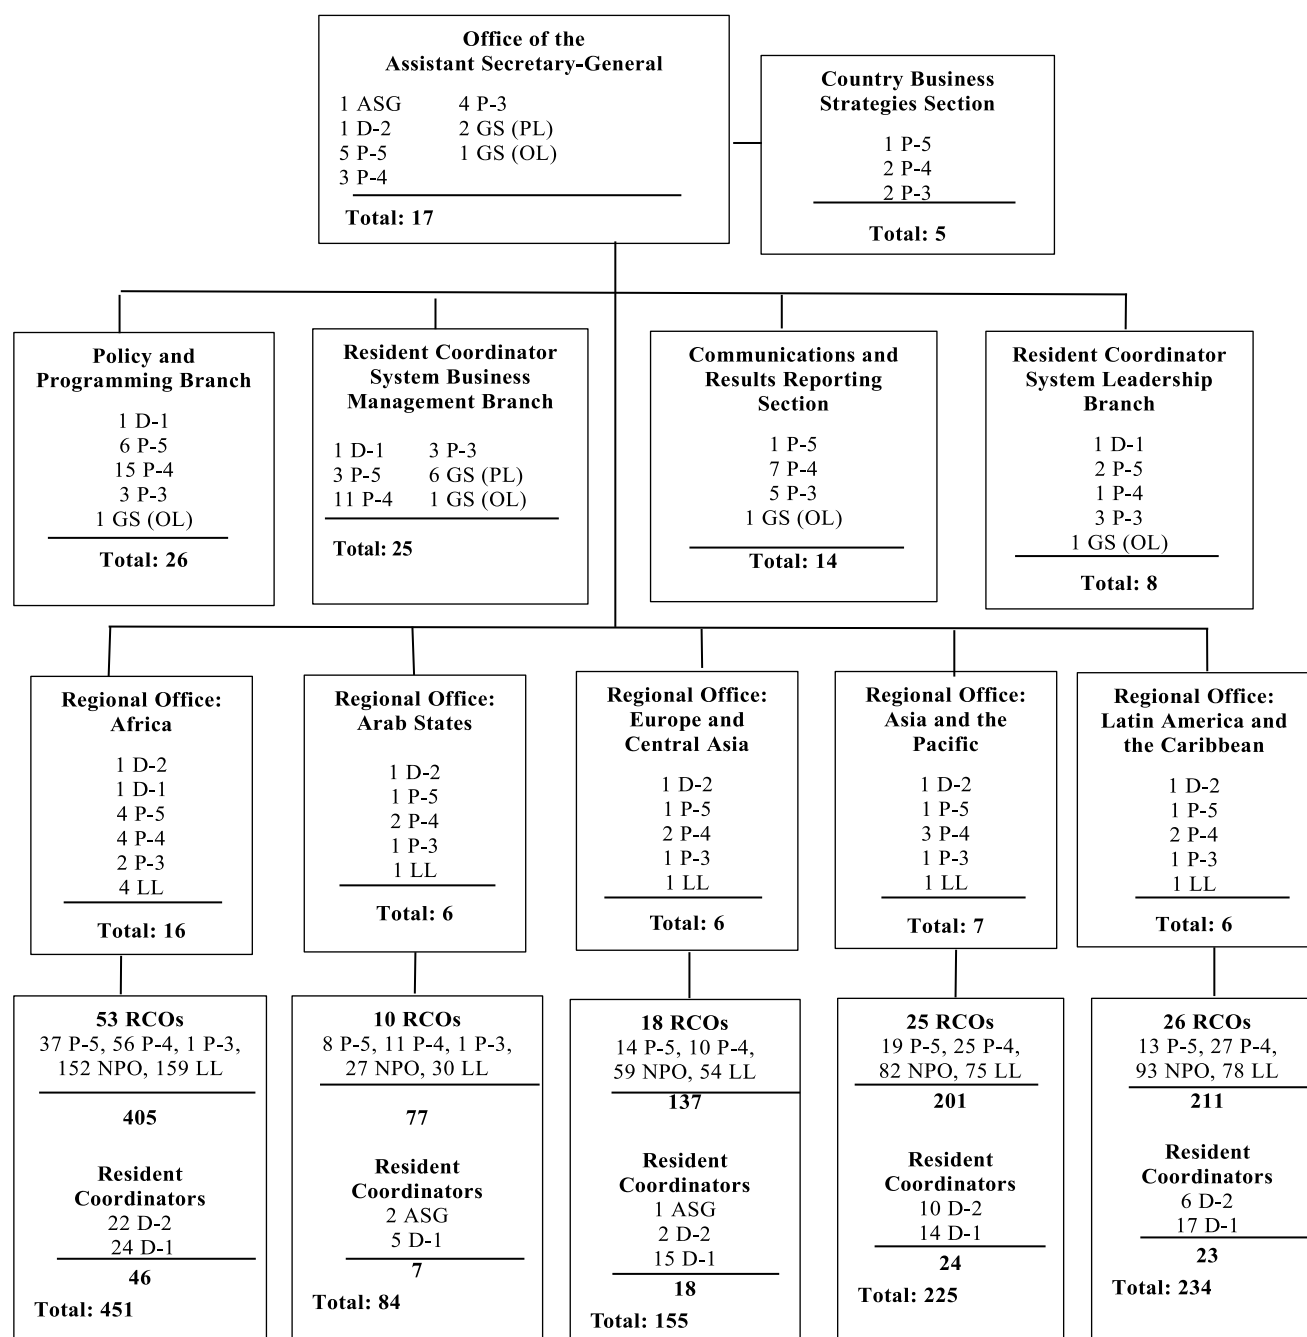 Office of the
Assistant Secretary-General
1 ASG 4 P-3
1 D-2 2 GS (PL)
5 P-5 1 GS (OL)
3 P-4
Total: 17
Country Business
Strategies Section
1 P-5
2 P-4
2 P-3
Total: 5
Policy and
Programming Branch
1 D-1
6 P-5
15 P-4
3 P-3
1 GS (OL)
Total: 26
Resident Coordinator
System Business
Management Branch
1 D-1 3 P-3
3 P-5 6 GS (PL)
11 P-4 1 GS (OL)
Total: 25
Communications and
Results Reporting
Section
1 P-5
7 P-4
5 P-3
1 GS (OL)
Total: 14
Resident Coordinator
System Leadership
Branch
1 D-1
2 P-5
1 P-4
3 P-3
1 GS (OL)
Total: 8
Regional Office:
Africa
1 D-2
1 D-1
4 P-5
4 P-4
2 P-3
4 LL
Total: 16
Regional Office:
Arab States
1 D-2
1 P-5
2 P-4
1 P-3
1 LL
Total: 6
Regional Office:
Europe and
Central Asia
1 D-2
1 P-5
2 P-4
1 P-3
1 LL
Total: 6
Regional Office:
Asia and the
Pacific
1 D-2
1 P-5
3 P-4
1 P-3
1 LL
Total: 7
Regional Office:
Latin America and
the Caribbean
1 D-2
1 P-5
2 P-4
1 P-3
1 LL
Total: 6
53 RCOs
37 P-5, 56 P-4, 1 P-3,
152 NPO, 159 LL
405
Resident
Coordinators
22 D-2
24 D-1
46
Total: 451
10 RCOs
8 P-5, 11 P-4, 1 P-3,
27 NPO, 30 LL
77
Resident
Coordinators
2 ASG
5 D-1
7
Total: 84
18 RCOs
14 P-5, 10 P-4,
59 NPO, 54 LL
137
Resident
Coordinators
1 ASG
2 D-2
15 D-1
18
Total: 155
25 RCOs
19 P-5, 25 P-4,
82 NPO, 75 LL
201
Resident
Coordinators
10 D-2
14 D-1
24
Total: 225
26 RCOs
13 P-5, 27 P-4,
93 NPO, 78 LL
211
Resident
Coordinators
6 D-2
17 D-1
23
Total: 234